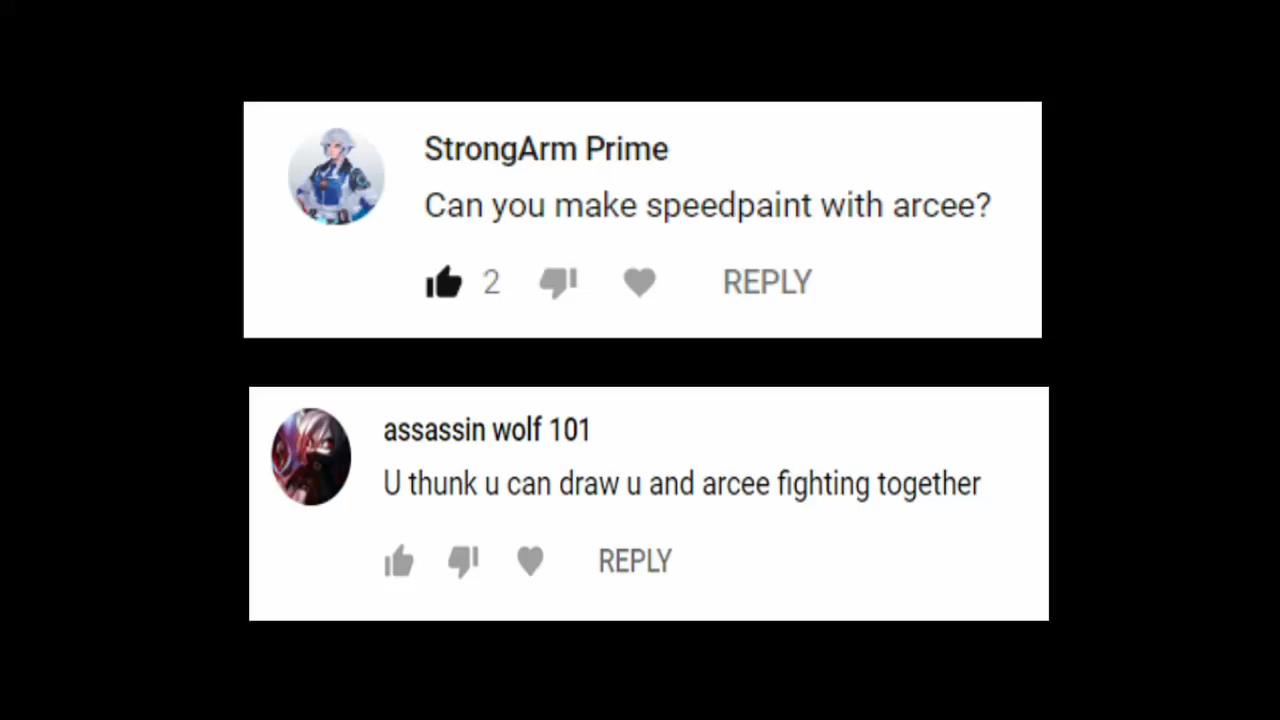 StrongArm Prime
Can you make speedpaint with arcee?
2 REPLY
assassin wolf 101
U thunk u can draw u and arcee fighting together
REPLY